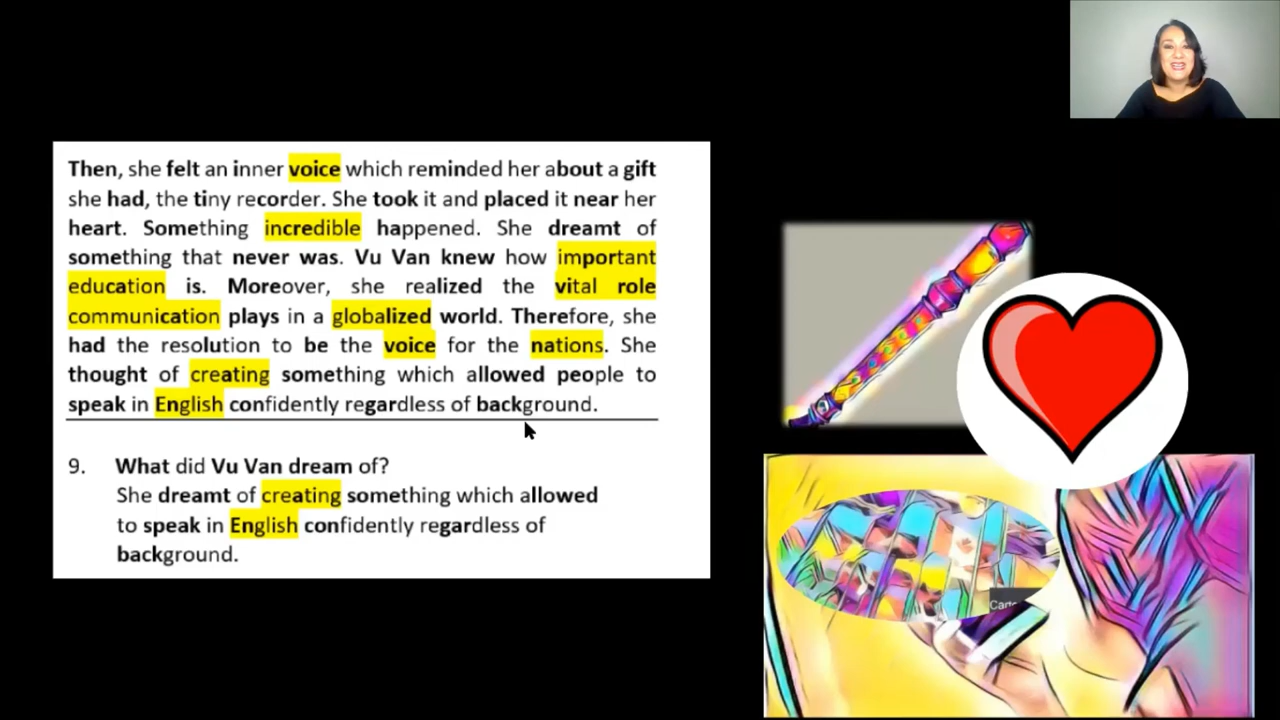 Then, she felt an inner voice which reminded her about a gift
she had, the tiny recorder. She took it and placed it near her
heart. Something incredible happened. She dreamt of
something that never was. Vu Van knew how important
education is. Moreover, she realized the vital role
communication plays in a globalized world. Therefore, she
had the resolution to be the voice for the nations. She
thought of creating something which allowed people to
speak in English confidently regardless of background.
9. What did Vu Van dream of?
She dreamt of creating something which allowed
to speak in English confidently regardless of
background.